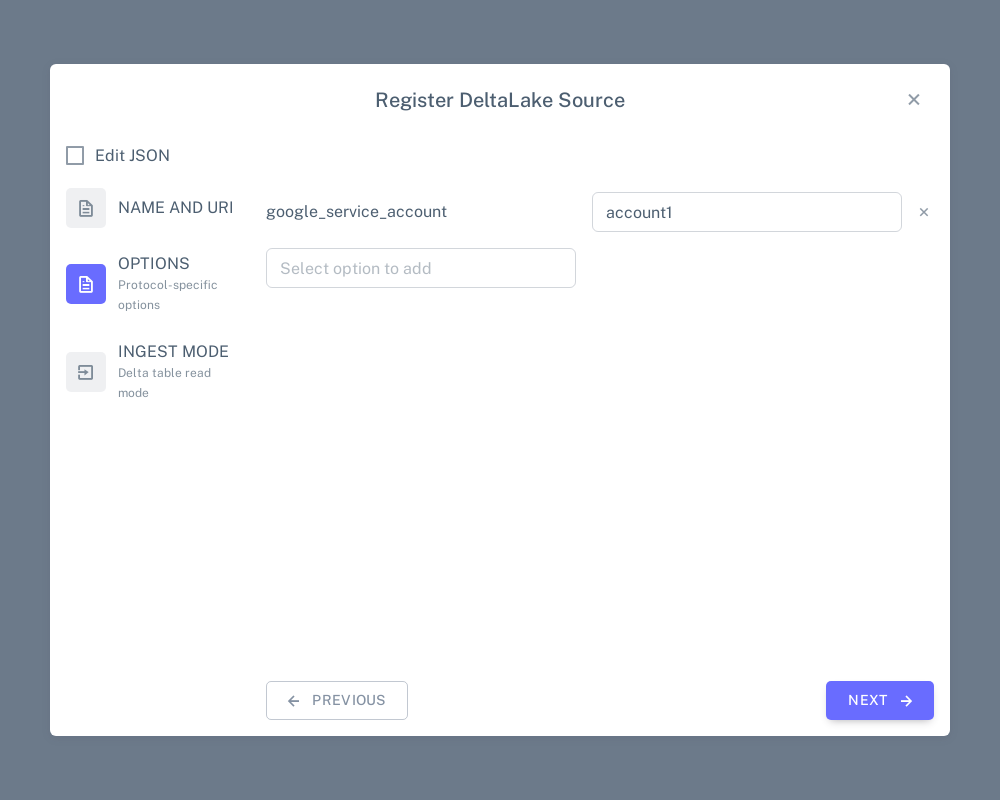 Register DeltaLake Source
Edit JSON
NAME AND URI
google_service_account
account1
OPTIONS
Protocol-specific
options
Select option to add
INGEST MODE
Delta table read
mode
PREVIOUS
NEXT